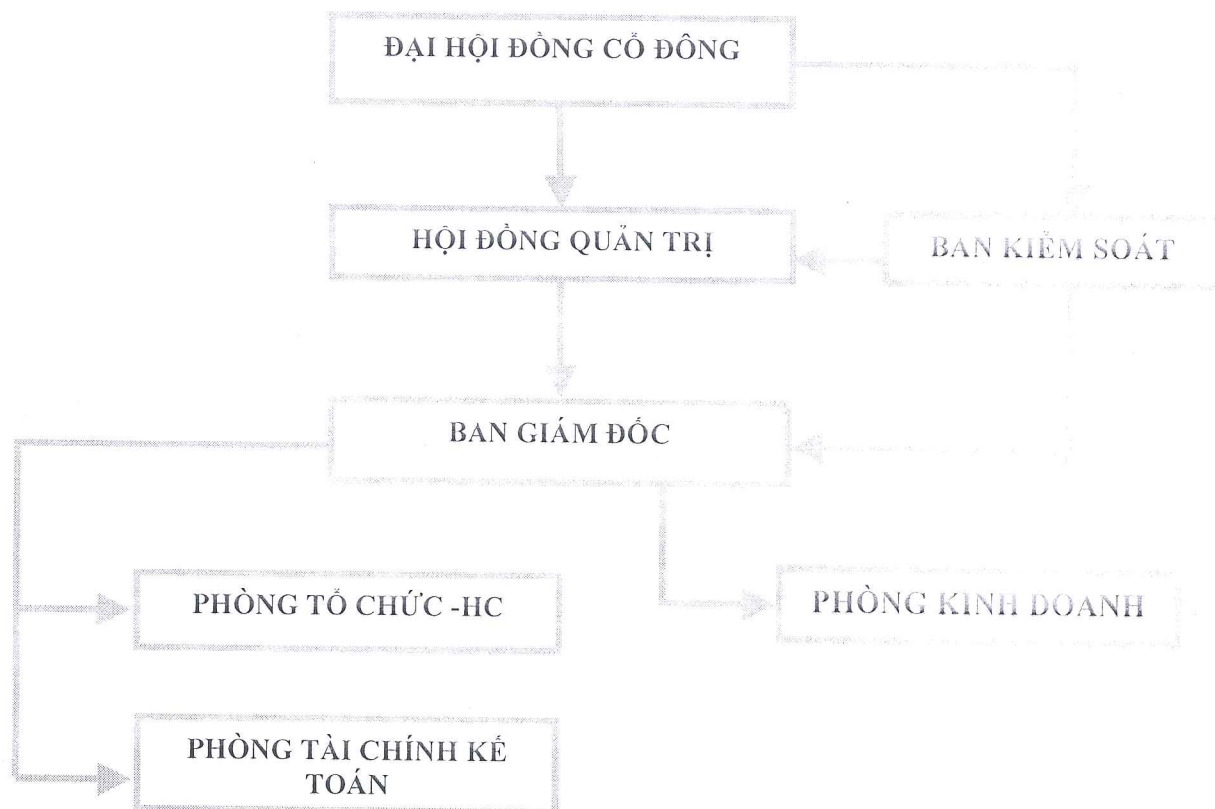 ĐẠI HỘI ĐỒNG CỔ ĐÔNG
HỘI ĐỒNG QUẢN TRỊ
BAN KIỂM SOÁT
BAN GIÁM ĐỐC
PHÒNG TỔ CHỨC -HC
PHÒNG KINH DOANH
PHÒNG TÀI CHÍNH KẾ
TOÁN